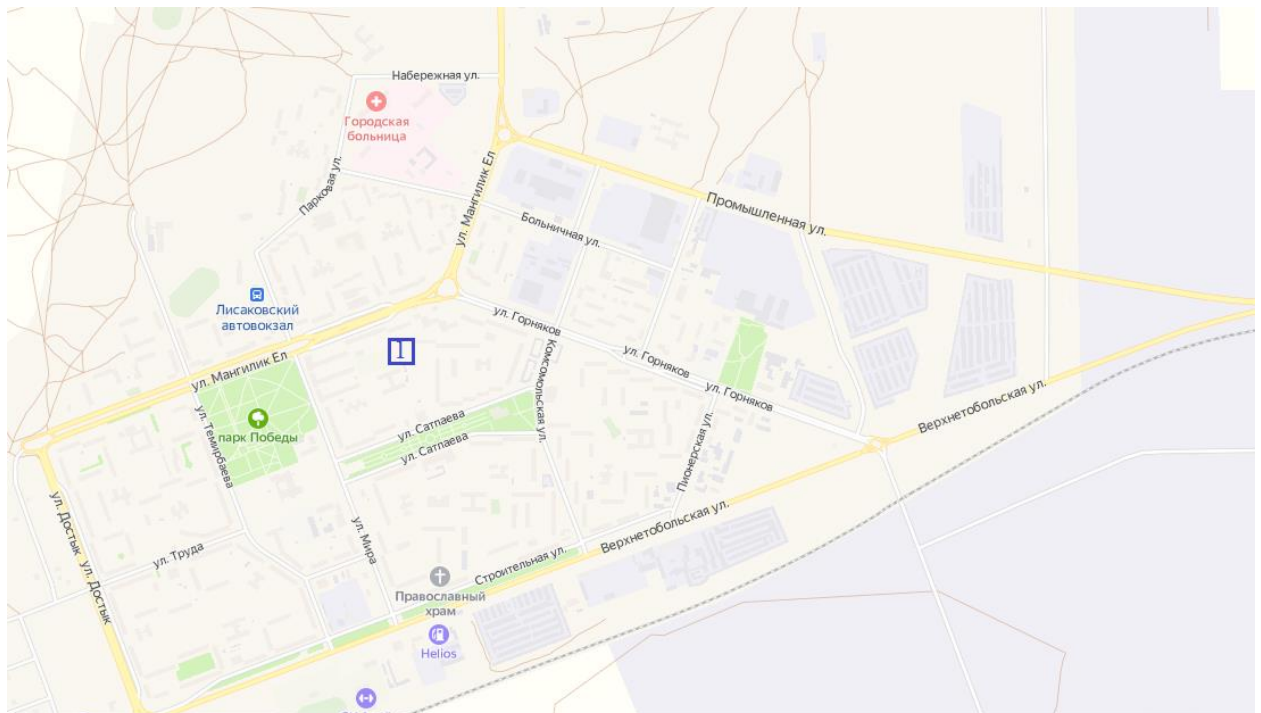 Набережная ул.
Городская
больница
Парковая ул.
ул. Мангилик Ел
Промышленная ул.
Больничная ул.
Лисаковский
автовокзал
ул. Горняков
1
ул. Мангилик Ел
Комсомольская ул.
ул. Горняков
ул. Горняков
Верхнетобольская ул.
ул. Темирбаева
парк Победы
ул. Сатпаева
ул. Сатпаева
Пионерская ул.
ул. Достык
ул. Мира
Верхнетобольская ул.
ул. Труда
Строительная ул.
ул. Достык
Православный
храм
Helios